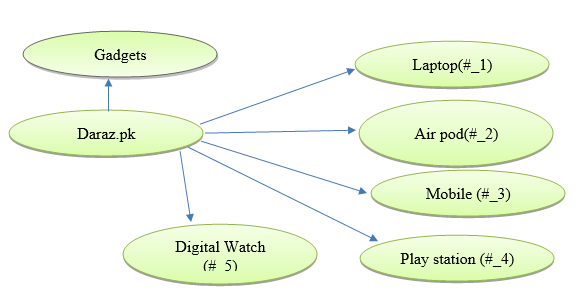 Gadgets
Laptop(#_1)
Daraz.pk
Air pod(#_2)
Mobile (#_3)
Digital Watch
(#_5)
Play station (#_4)